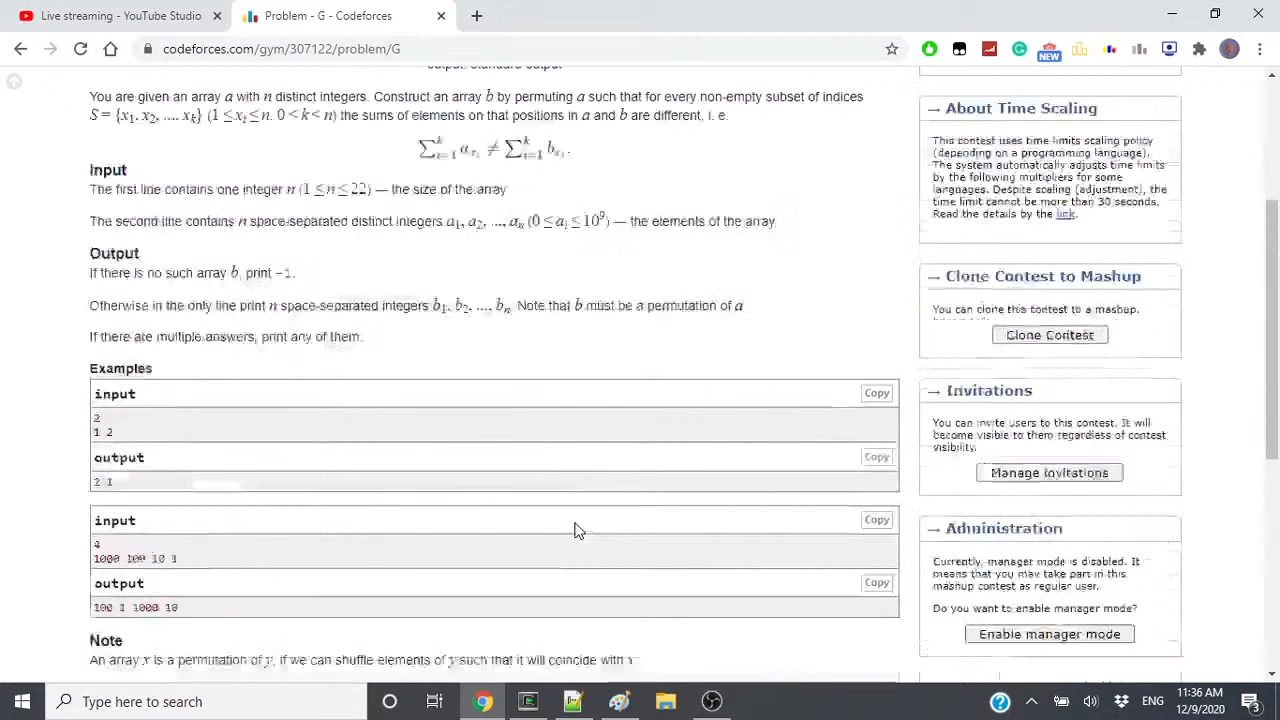 Live streaming - YouTube Studio
Problem - G - Codeforces
codeforces.com/gym/307122/problem/G
NEW
output: standard output
You are given an array a with n distinct integers. Construct an array b by permuting a such that for every non-empty subset of indices
S = {x1, x2, ..., xk} (1 ≤ xi ≤ n, 0 < k < n) the sums of elements on that positions in a and b are different, i. e.
∑ᵏᵢ₌₁ aₓᵢ ≠ ∑ᵏᵢ₌₁ bₓᵢ.
Input
The first line contains one integer n (1 ≤ n ≤ 22) — the size of the array
The second line contains n space-separated distinct integers a1, a2, ..., an (0 ≤ ai ≤ 10⁹) — the elements of the array
Output
If there is no such array b, print -1.
Otherwise in the only line print n space-separated integers b1, b2, ..., bn. Note that b must be a permutation of a
If there are multiple answers, print any of them.
Examples
input
Copy
2
1 2
output
Copy
2 1
input
Copy
1000 100 10 1
output
Copy
100 1 1000 10
Note
An array x is a permutation of y, if we can shuffle elements of y such that it will coincide with x
→ About Time Scaling
This contest uses time limits scaling policy
(depending on a programming language).
The system automatically adjusts time limits
by the following multipliers for some
languages. Despite scaling (adjustment), the
time limit cannot be more than 30 seconds.
Read the details by the link.
→ Clone Contest to Mashup
You can clone this contest to a mashup.
Clone Contest
→ Invitations
You can invite users to this contest. It will
become visible to them regardless of contest
visibility.
Manage Invitations
→ Administration
Currently, manager mode is disabled. It
means that you may take part in this
mashup contest as regular user.
Do you want to enable manager mode?
Enable manager mode
Type here to search
ENG
11:36 AM
12/9/2020
3